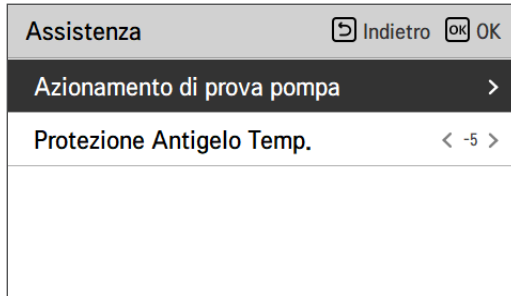 Assistenza Indietro OK OK
Azionamento di prova pompa >
Protezione Antigelo Temp. < -5 >